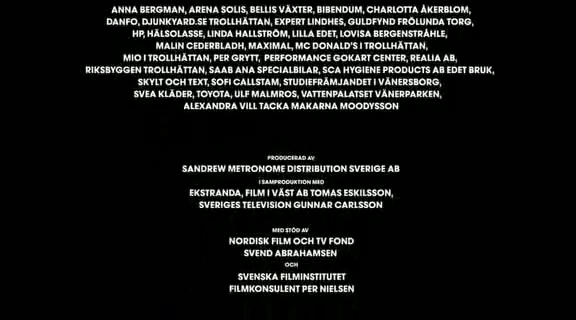 ANNA BERGMAN, ARENA SOLIS, BELLIS VÄXTER, BIBENDUM, CHARLOTTA ÅKERBLOM,
DANFO, DJUNKYARD.SE TROLLHÄTTAN, EXPERT LINDHES, GULDFYND FRÖLUNDA TORG,
HP, HÄLSOLASSE, LINDA HALLSTRÖM, LILLA EDET, LOVISA BERGENSTRÅHLE,
MALIN CEDERBLADH, MAXIMAL, MC DONALD'S I TROLLHÄTTAN,
MIO I TROLLHÄTTAN, PER GRYTT, PERFORMANCE GOKART CENTER, REALIA AB,
RIKSBYGGEN TROLLHÄTTAN, SAAB ANA SPECIALBILAR, SCA HYGIENE PRODUCTS AB EDET BRUK,
SKYLT OCH TEXT, SOFI CALLSTAM, STUDIEFRÄMJANDET I VÄNERSBORG,
SVEA KLÄDER, TOYOTA, ULF MALMROS, VATTENPALATSET VÄNERPARKEN,
ALEXANDRA VILL TACKA MAKARNA MOODYSSON
PRODUCERAD AV
SANDREW METRONOME DISTRIBUTION SVERIGE AB
I SAMPRODUKTION MED
EKSTRANDA, FILM I VÄST AB TOMAS ESKILSSON,
SVERIGES TELEVISION GUNNAR CARLSSON
MED STÖD AV
NORDISK FILM OCH TV FOND
SVEND ABRAHAMSEN
OCH
SVENSKA FILMINSTITUTET
FILMKONSULENT PER NIELSEN